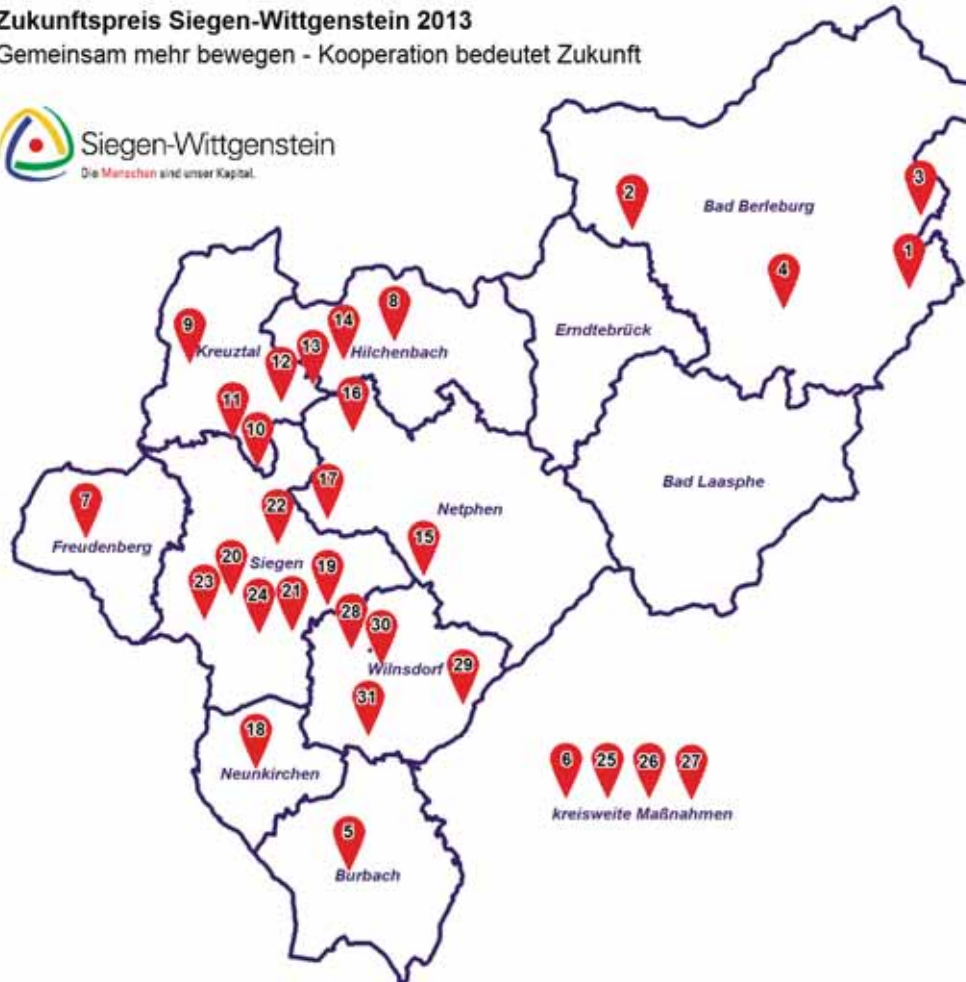 Zukunftspreis Siegen-Wittgenstein 2013
Gemeinsam mehr bewegen - Kooperation bedeutet Zukunft
Siegen-Wittgenstein
Die Menschen sind unser Kapital.
3
2
Bad Berleburg
1
4
8
14
9
Erndtebrück
13
Kreuztal
Hilchenbach
12
16
11
10
17
Bad Laasphe
7
22
Netphen
15
Freudenberg
20
Siegen
19
23
24
21
28
30
Wilnsdorf
29
31
18
6
25
26
27
Neunkirchen
kreisweite Maßnahmen
5
Burbach